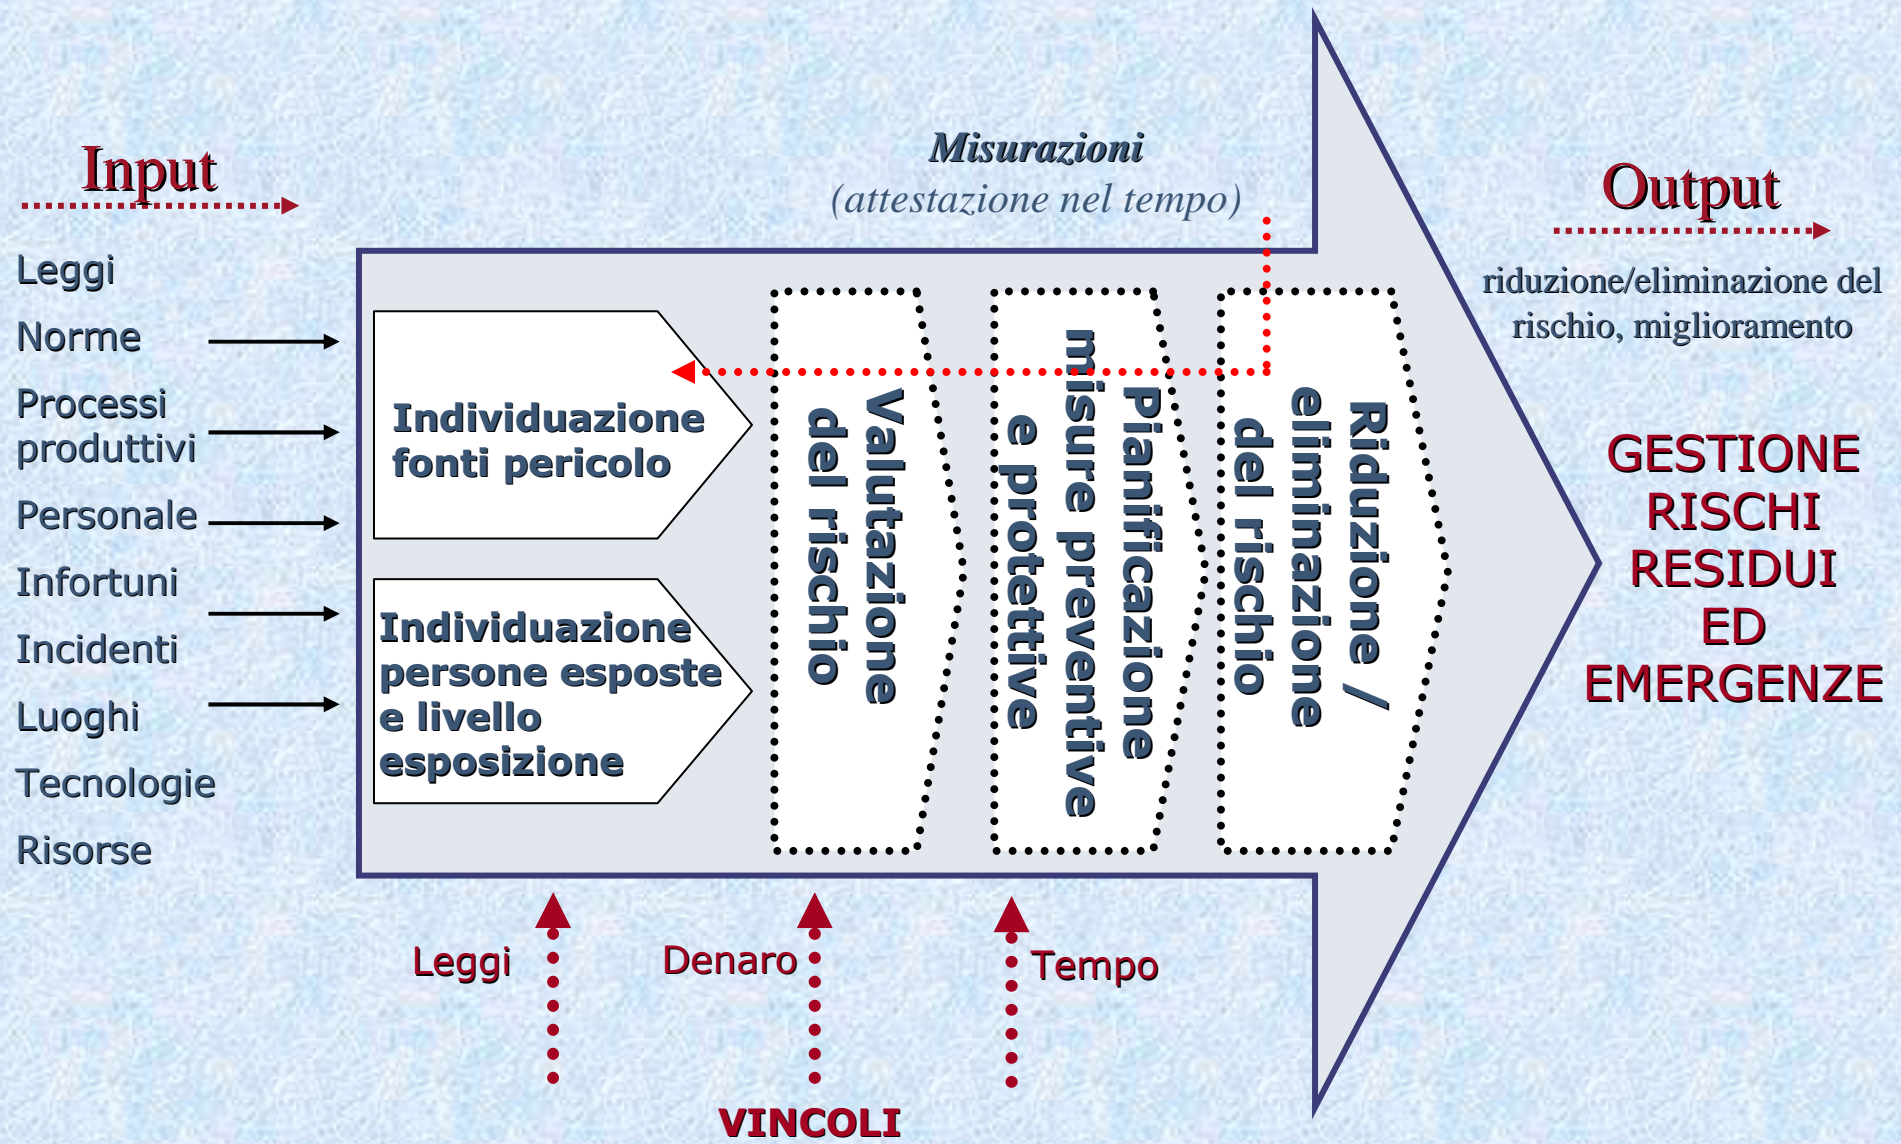 Input
Leggi
Norme
Processi
produttivi
Personale
Infortuni
Incidenti
Luoghi
Tecnologie
Risorse
Misurazioni
(attestazione nel tempo)
Individuazione
fonti pericolo
Individuazione
persone esposte
e livello
esposizione
Valutazione
del rischio
Pianificazione
misure preventive
e protettive
Riduzione /
eliminazione
del rischio
Output
riduzione/eliminazione del
rischio, miglioramento
GESTIONE
RISCHI
RESIDUI
ED
EMERGENZE
Leggi
Denaro
Tempo
VINCOLI